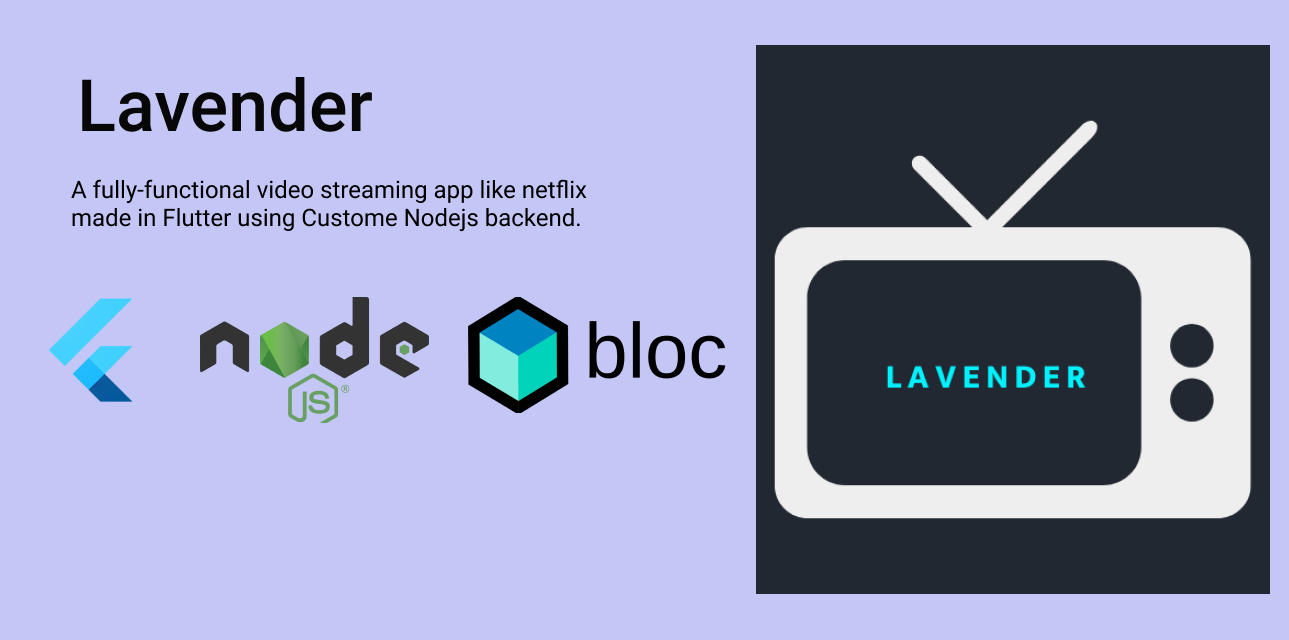 Lavender
A fully-functional video streaming app like netflix
made in Flutter using Custome Nodejs backend.
node
JS®
bloc
LAVENDER